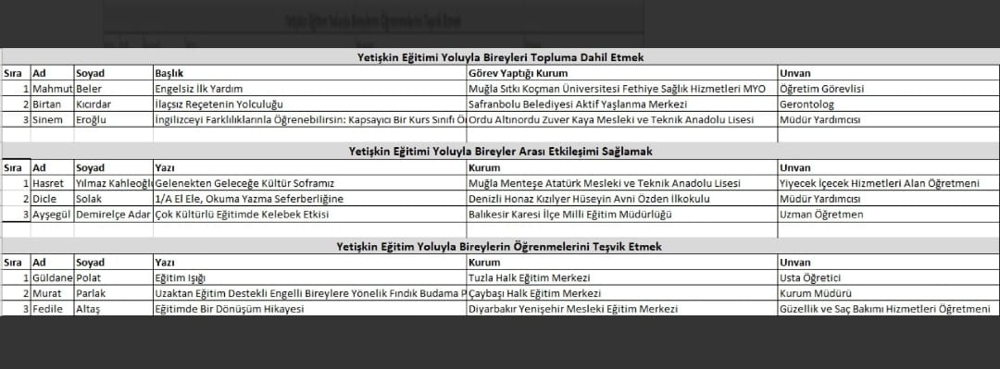 Yetişkin Eğitimi Yoluyla Bireyleri Topluma Dahil Etmek
Sıra Ad Soyad Başlık Görev Yaptığı Kurum Unvan
1 Mahmut Beler Engelsiz İlk Yardım Muğla Sıtkı Koçman Üniversitesi Fethiye Sağlık Hizmetleri MYO Öğretim Görevlisi
2 Birtan Kıcırdar İlaçsız Reçetenin Yolculuğu Safranbolu Belediyesi Aktif Yaşlanma Merkezi Gerontolog
3 Sinem Eroğlu İngilizceyi Farklılıklarınla Öğrenebilirsin: Kapsayıcı Bir Kurs Sınıfı Ordu Altınordu Zuver Kaya Mesleki ve Teknik Anadolu Lisesi Müdür Yardımcısı
Yetişkin Eğitimi Yoluyla Bireyler Arası Etkileşimi Sağlamak
Sıra Ad Soyad Yazı Kurum Unvan
1 Hasret Yılmaz Kahleoğlu Gelenekten Geleceğe Kültür Soframız Muğla Menteşe Atatürk Mesleki ve Teknik Anadolu Lisesi Yiyecek İçecek Hizmetleri Alan Öğretmeni
2 Dicle Solak 1/A El Ele, Okuma Yazma Seferberliğine Denizli Honaz Kızılyer Hüseyin Avni Özden İlkokulu Müdür Yardımcısı
3 Ayşegül Demirelçe Adar Çok Kültürlü Eğitimde Kelebek Etkisi Balıkesir Karesi İlçe Milli Eğitim Müdürlüğü Uzman Öğretmen
Yetişkin Eğitim Yoluyla Bireylerin Öğrenmelerini Teşvik Etmek
Sıra Ad Soyad Yazı Kurum Unvan
1 Güldane Polat Eğitim Işığı Tuzla Halk Eğitim Merkezi Usta Öğretici
2 Murat Parlak Uzaktan Eğitim Destekli Engelli Bireylere Yönelik Fındık Budama P Çaybaşı Halk Eğitim Merkezi Kurum Müdürü
3 Fedile Altaş Eğitimde Bir Dönüşüm Hikayesi Diyarbakır Yenişehir Mesleki Eğitim Merkezi Güzellik ve Saç Bakımı Hizmetleri Öğretmeni